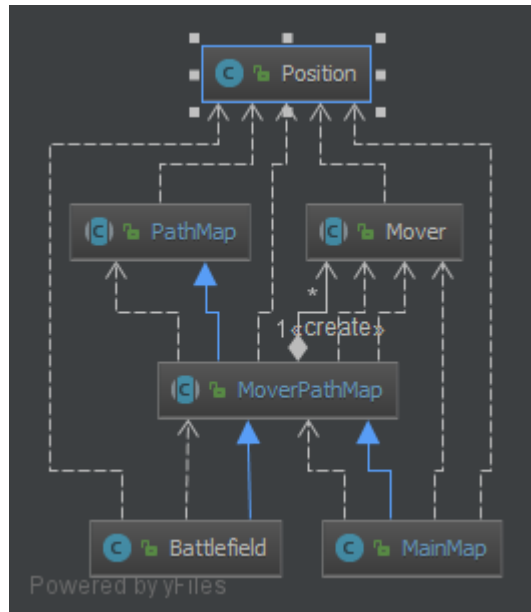 C Position
C PathMap
C Mover
*
1 «create»
C MoverPathMap
C Battlefield
C MainMap
Powered by yFiles